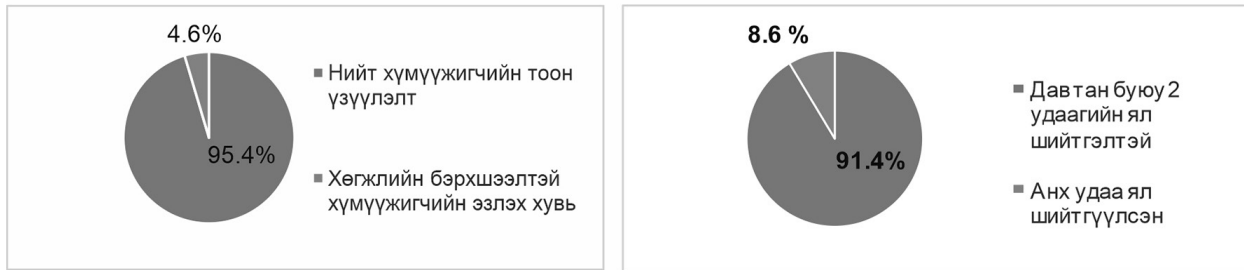 4.6%
95.4%
Нийт хүмүүжигчийн тоон
үзүүлэлт
Хөгжлийн бэрхшээлтэй
хүмүүжигчийн эзлэх хувь
8.6 %
91.4%
Давтан буюу 2
удаагийн ял
шийтгэлтэй
Анх удаа ял
шийтгүүлсэн